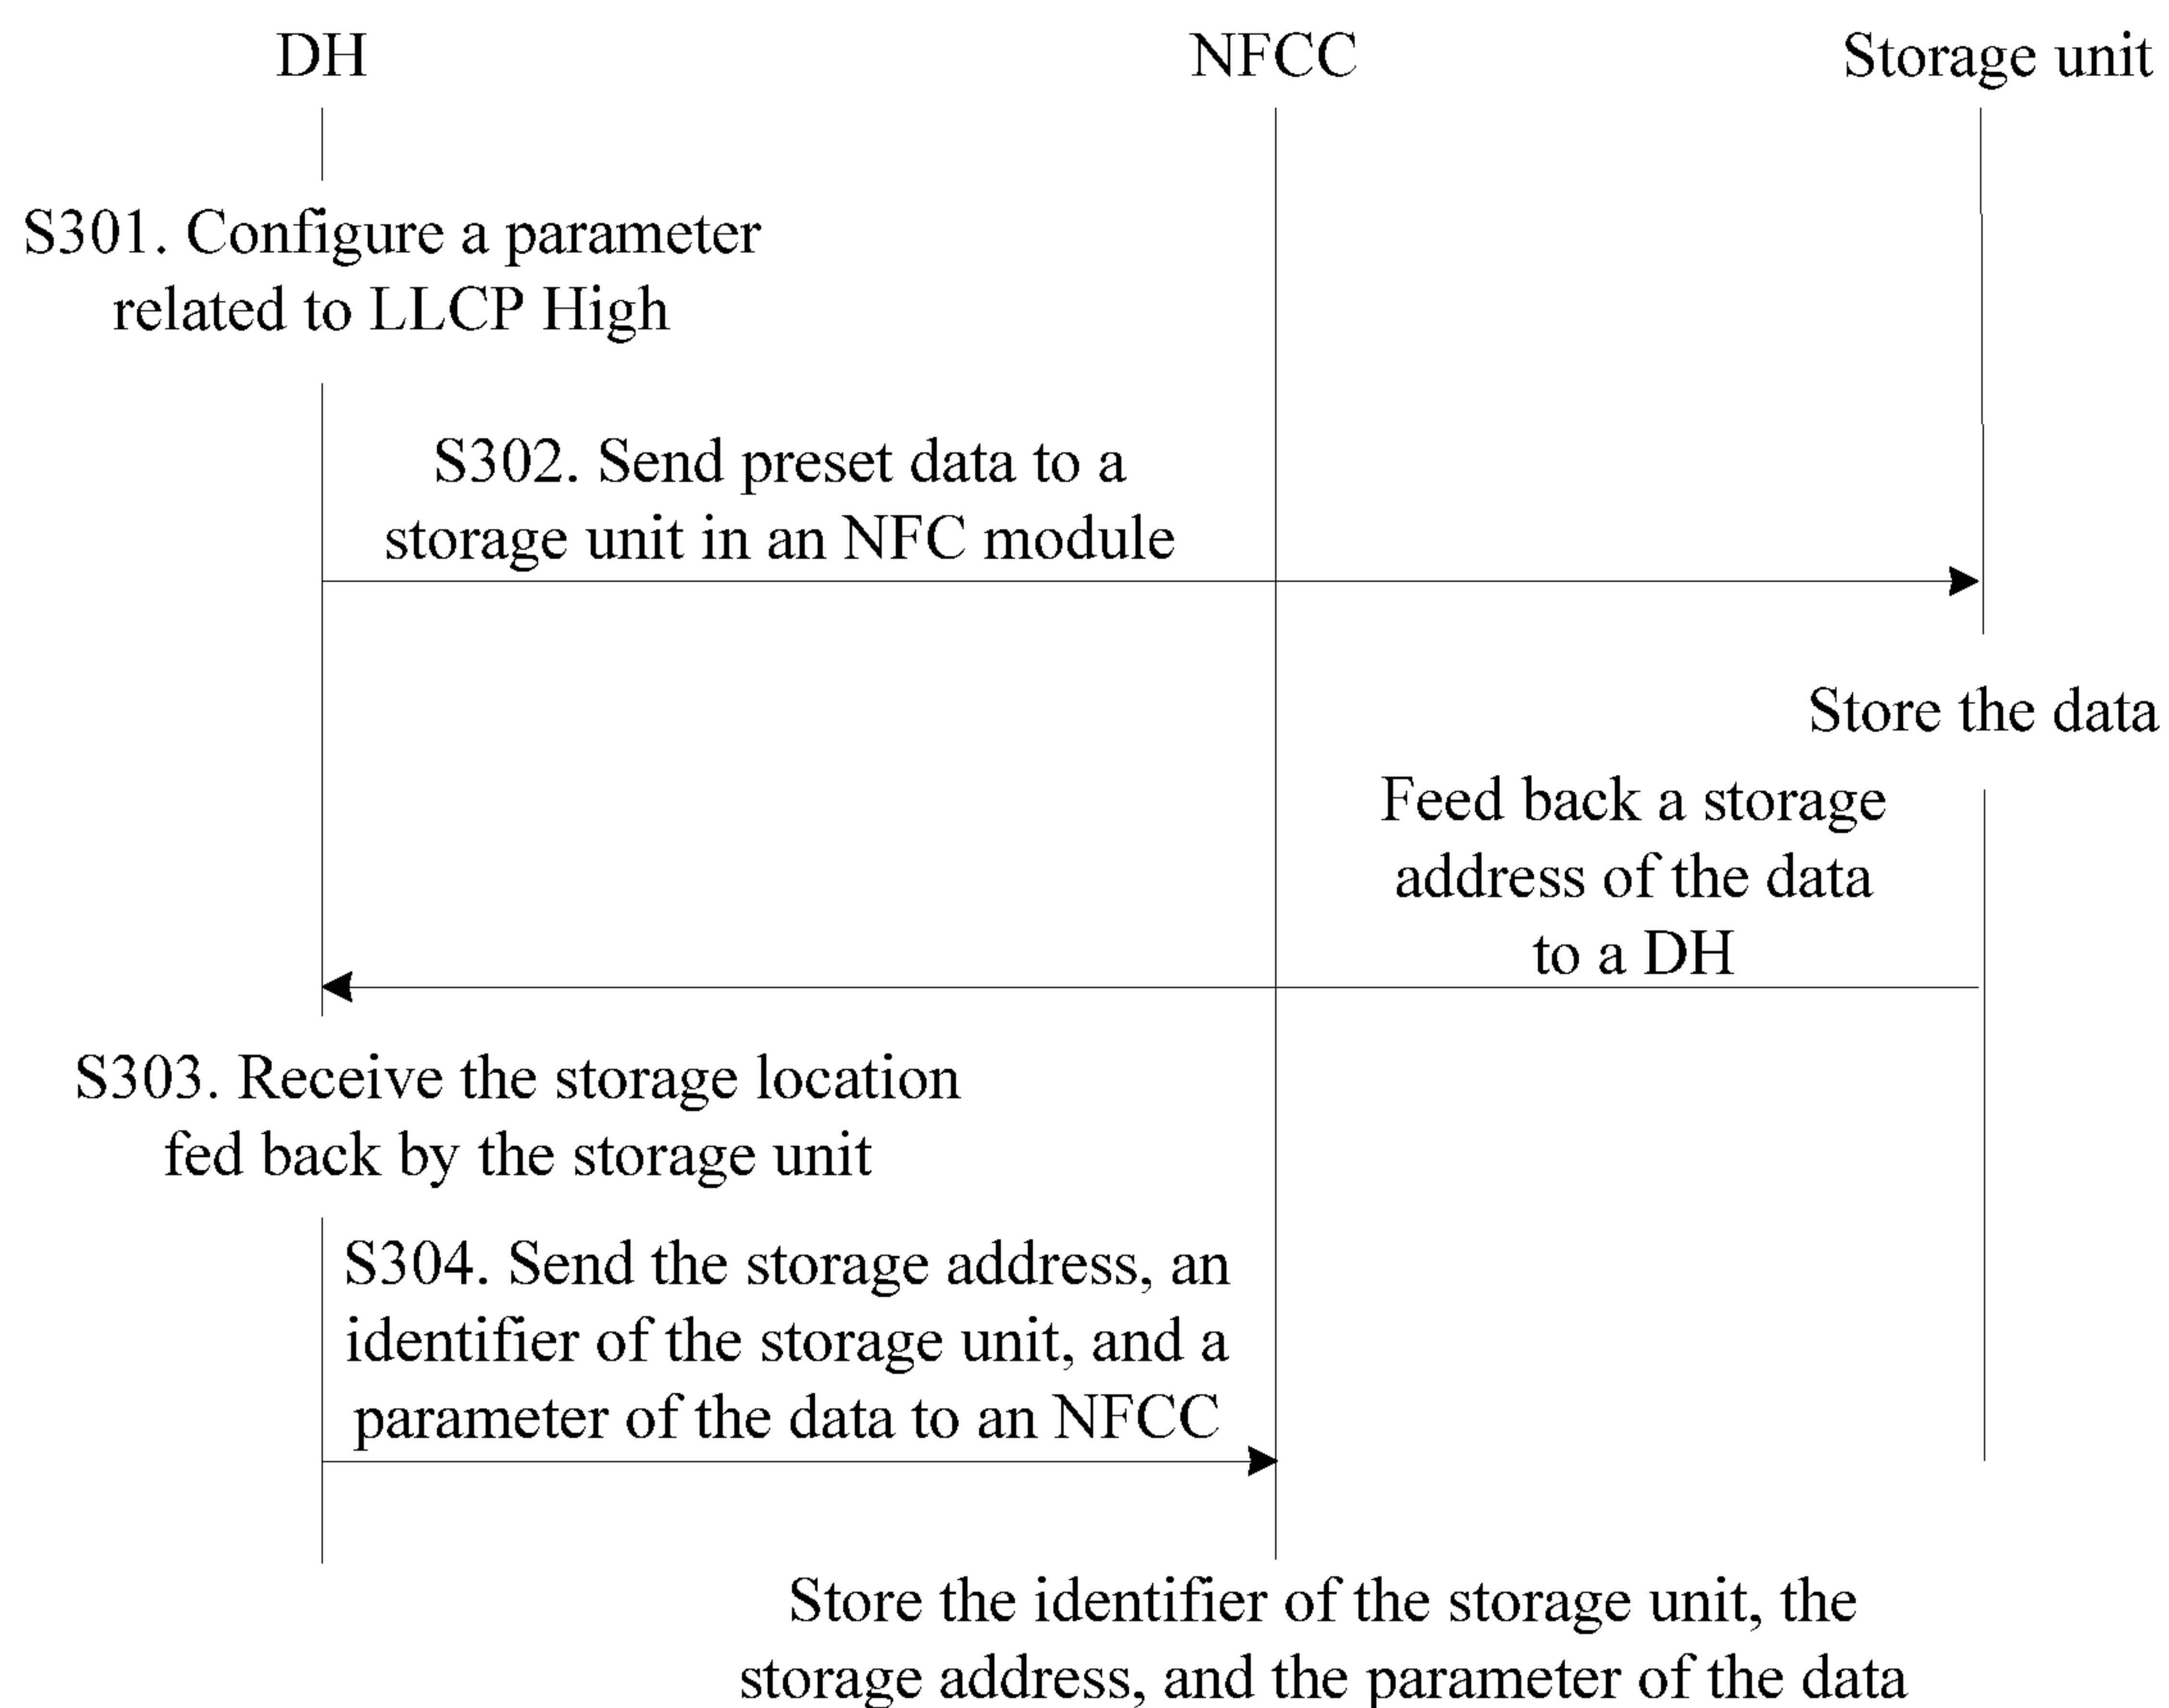 DH
NFCC
Storage unit
S301. Configure a parameter
related to LLCP High
S302. Send preset data to a
storage unit in an NFC module
Store the data
Feed back a storage
address of the data
to a DH
S303. Receive the storage location
fed back by the storage unit
S304. Send the storage address, an
identifier of the storage unit, and a
parameter of the data to an NFCC
Store the identifier of the storage unit, the
storage address, and the parameter of the data